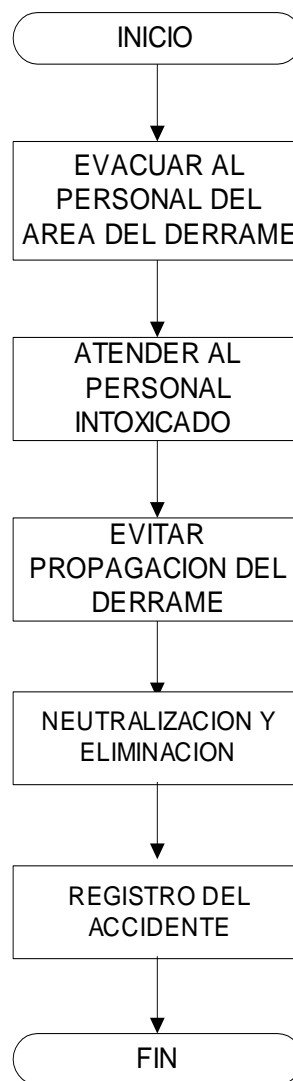 INICIO
EVACUAR AL
PERSONAL DEL
AREA DEL DERRAME
ATENDER AL
PERSONAL
INTOXICADO
EVITAR
PROPAGACION DEL
DERRAME
NEUTRALIZACION Y
ELIMINACION
REGISTRO DEL
ACCIDENTE
FIN